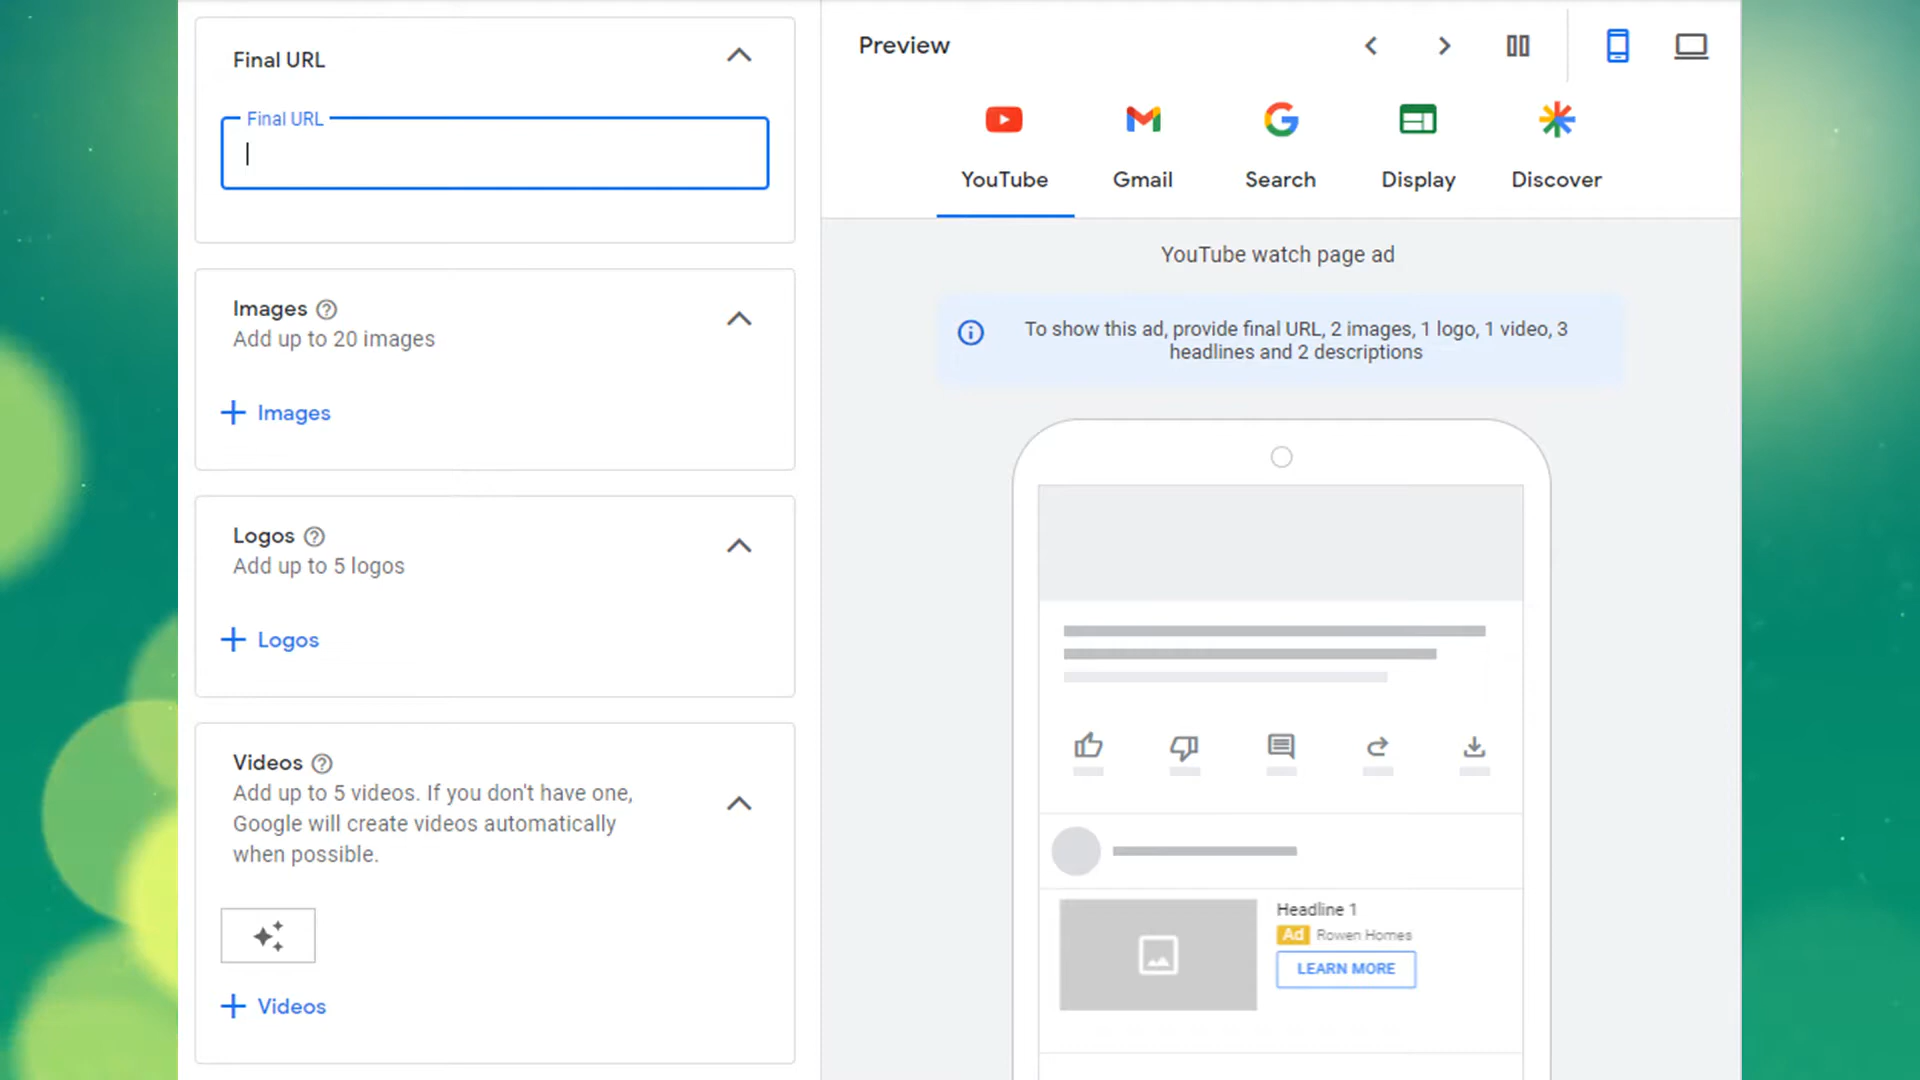 Final URL
Final URL
Images
Add up to 20 images
Images
Logos
Add up to 5 logos
Logos
Videos
Add up to 5 videos. If you don't have one,
Google will create videos automatically
when possible.
Videos
Preview
YouTube
Gmail
Search
Display
Discover
YouTube watch page ad
To show this ad, provide final URL, 2 images, 1 logo, 1 video, 3
headlines and 2 descriptions
Headline 1
Ad Rowen Homes
LEARN MORE